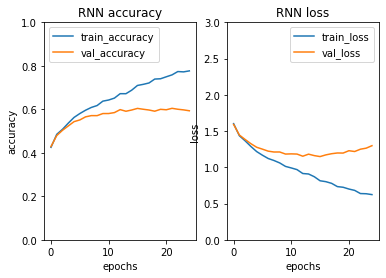 RNN accuracy
train_accuracy
val_accuracy
accuracy
1.0
0.8
0.6
0.4
0.2
0.0
0
10
20
epochs
RNN loss
train_loss
val_loss
loss
3.0
2.5
2.0
1.5
1.0
0.5
0.0
0
10
20
epochs